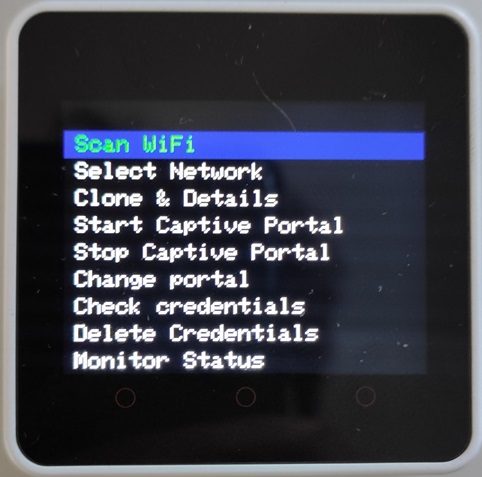 Scan WiFi
Select Network
Clone & Details
Start Captive Portal
Stop Captive Portal
Change portal
Check credentials
Delete Credentials
Monitor Status